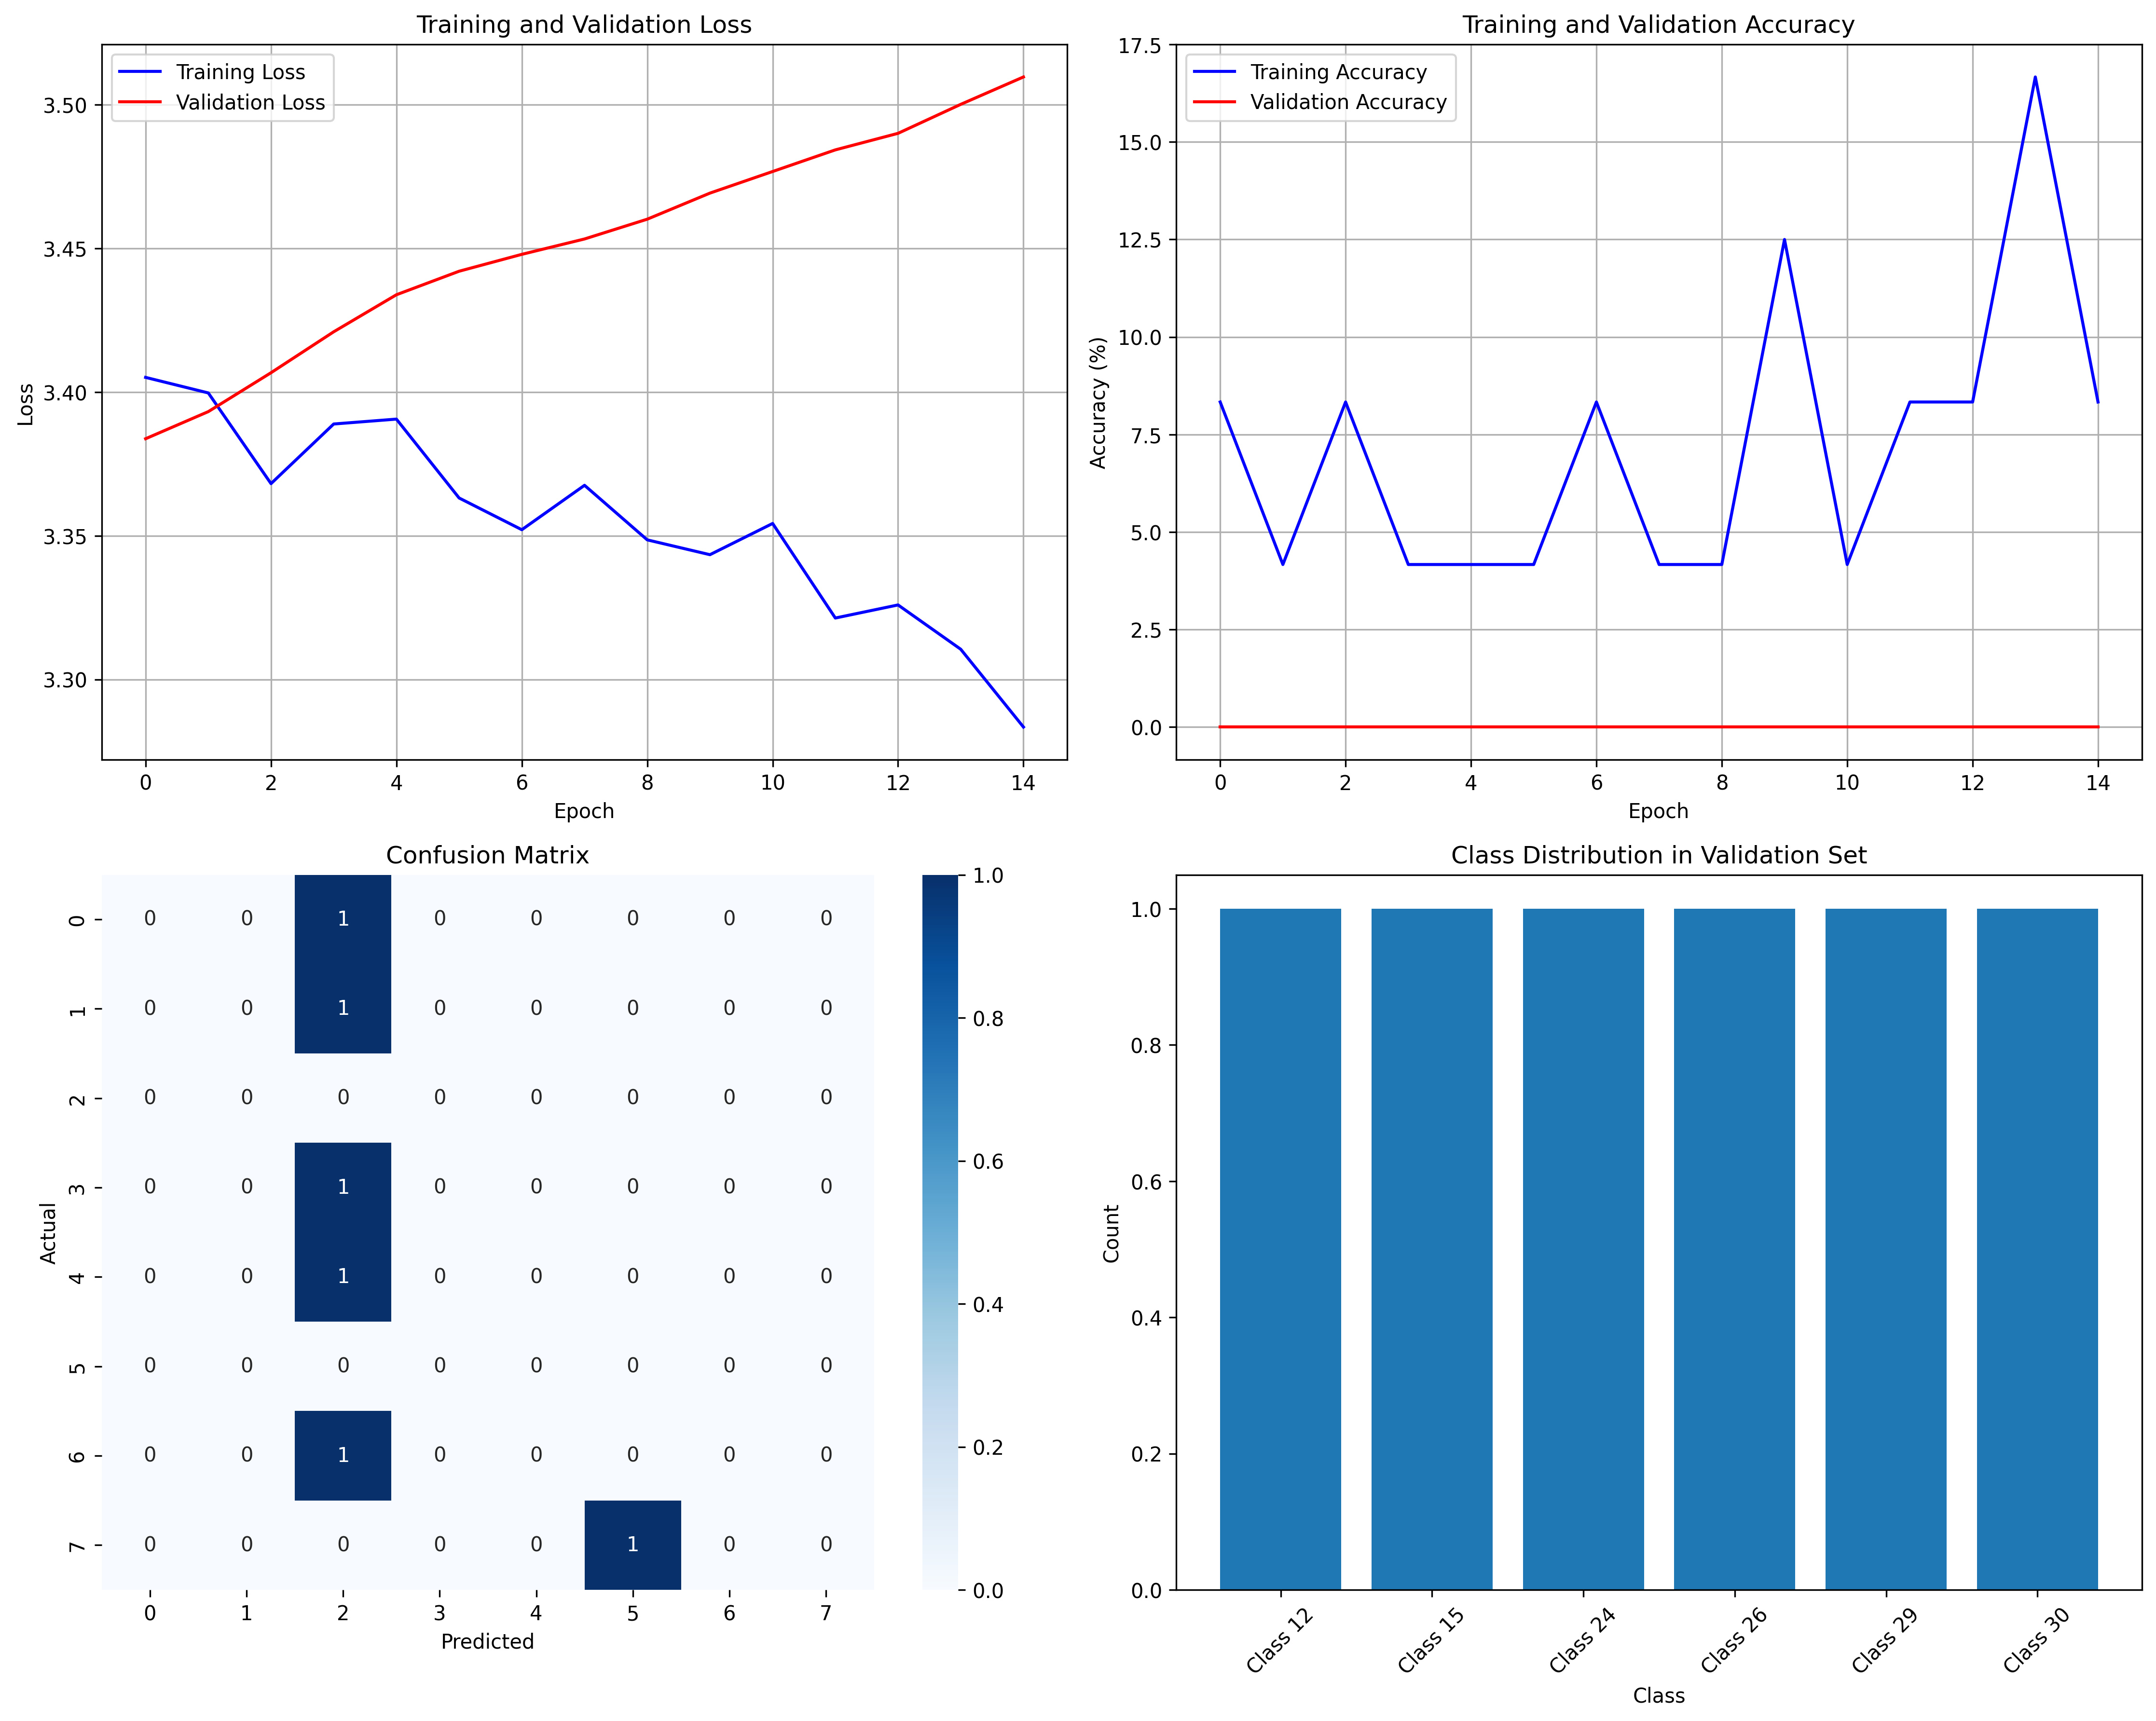 Training and Validation Loss
Training Loss
Validation Loss
3.50
3.45
3.40
3.35
3.30
Loss
0 2 4 6 8 10 12 14
Epoch
Training and Validation Accuracy
Training Accuracy
Validation Accuracy
17.5
15.0
12.5
10.0
7.5
5.0
2.5
0.0
Accuracy (%)
0 2 4 6 8 10 12 14
Epoch
Confusion Matrix
0 0 0 1 0 0 0 0 0
1 0 0 1 0 0 0 0 0
2 0 0 0 0 0 0 0 0
3 0 0 1 0 0 0 0 0
4 0 0 1 0 0 0 0 0
5 0 0 0 0 0 0 0 0
6 0 0 1 0 0 0 0 0
7 0 0 0 0 0 1 0 0
Actual
0 1 2 3 4 5 6 7
Predicted
1.0
0.8
0.6
0.4
0.2
0.0
Class Distribution in Validation Set
1.0
0.8
0.6
0.4
0.2
0.0
Count
Class 12 Class 15 Class 24 Class 26 Class 29 Class 30
Class